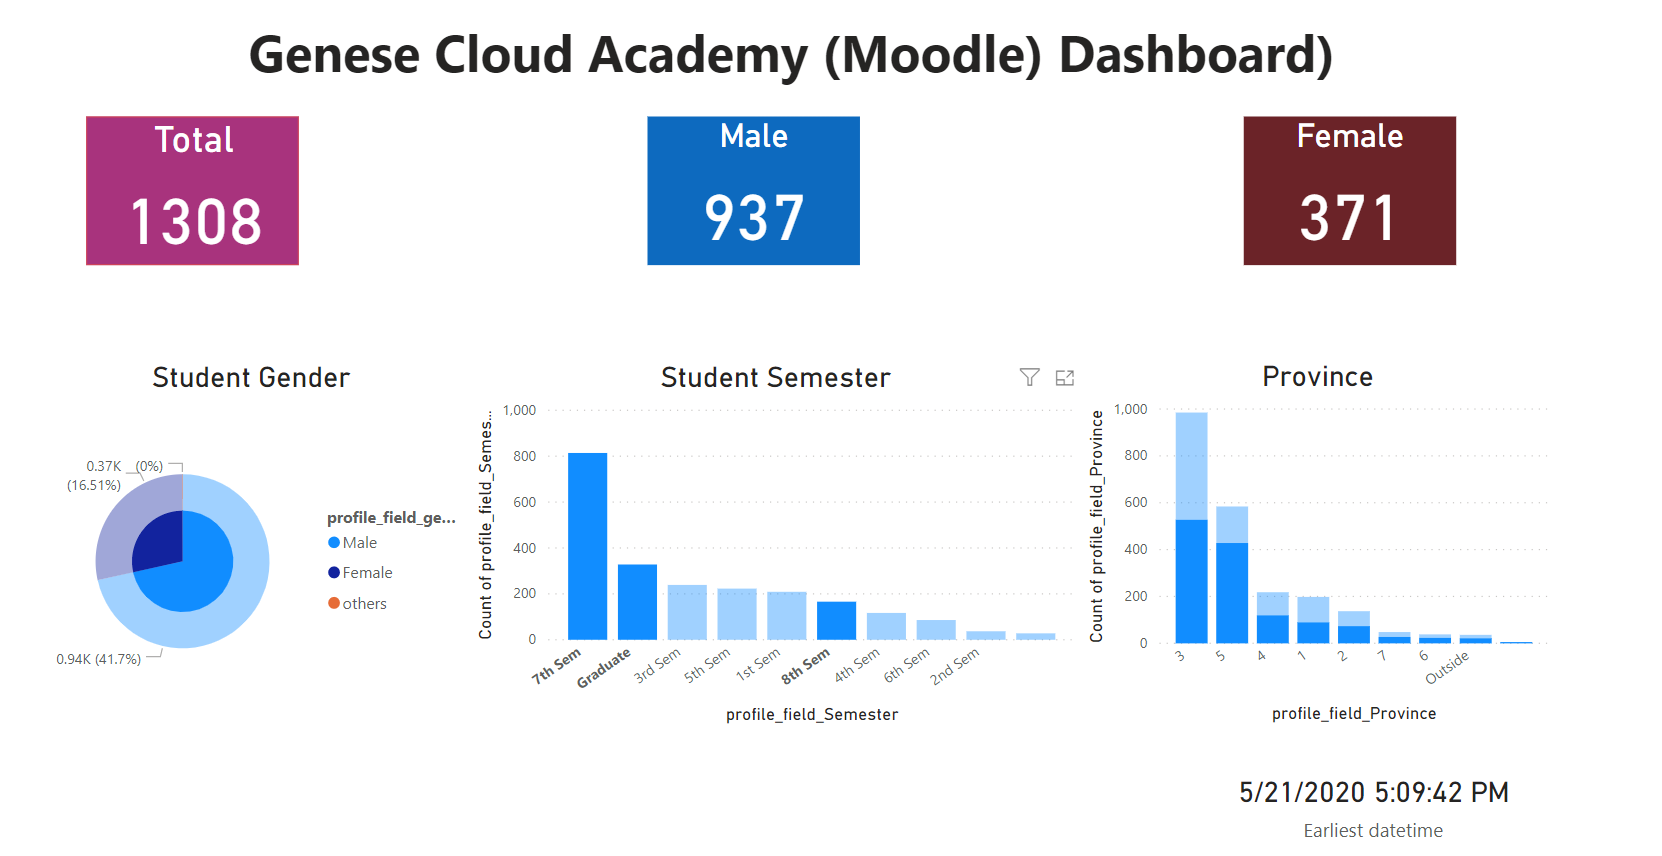 Genese Cloud Academy (Moodle) Dashboard)
Total
1308
Male
937
Female
371
Student Gender
0.37K
(16.51%)
(0%)
0.94K (41.7%)
profile_field_ge...
Male
Female
others
Student Semester
Count of profile_field_Semes...
1,000
800
600
400
200
0
7th Sem
Graduate
3rd Sem
5th Sem
1st Sem
8th Sem
4th Sem
6th Sem
2nd Sem
profile_field_Semester
Province
Count of profile_field_Province
1,000
800
600
400
200
0
3
5
4
1
2
7
6
Outside
profile_field_Province
5/21/2020 5:09:42 PM
Earliest datetime